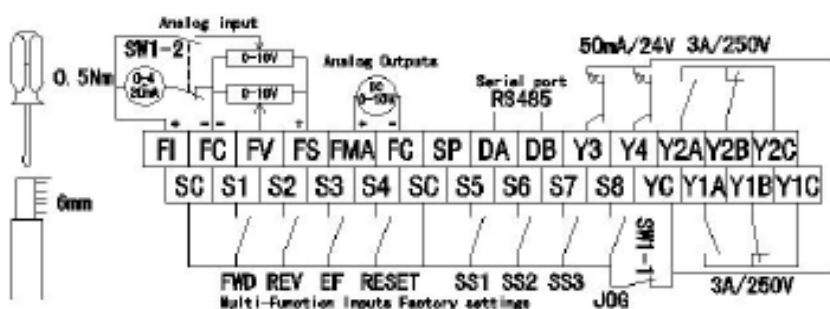 Analog input
SW1-2
0-10V
50mA/24V 3A/250V
0.5Nm
0-4
20mA
0-10V
Analog Outputs
DC
0-10V
Serial port
RS485
+ - - + + -
FI FC FV FS FMA FC SP DA DB Y3 Y4 Y2A Y2B Y2C
SC S1 S2 S3 S4 SC S5 S6 S7 S8 YC Y1A Y1B Y1C
6mm
SW1-1
FWD REV EF RESET SS1 SS2 SS3 JOG 3A/250V
Multi-Function Inputs Factory settings